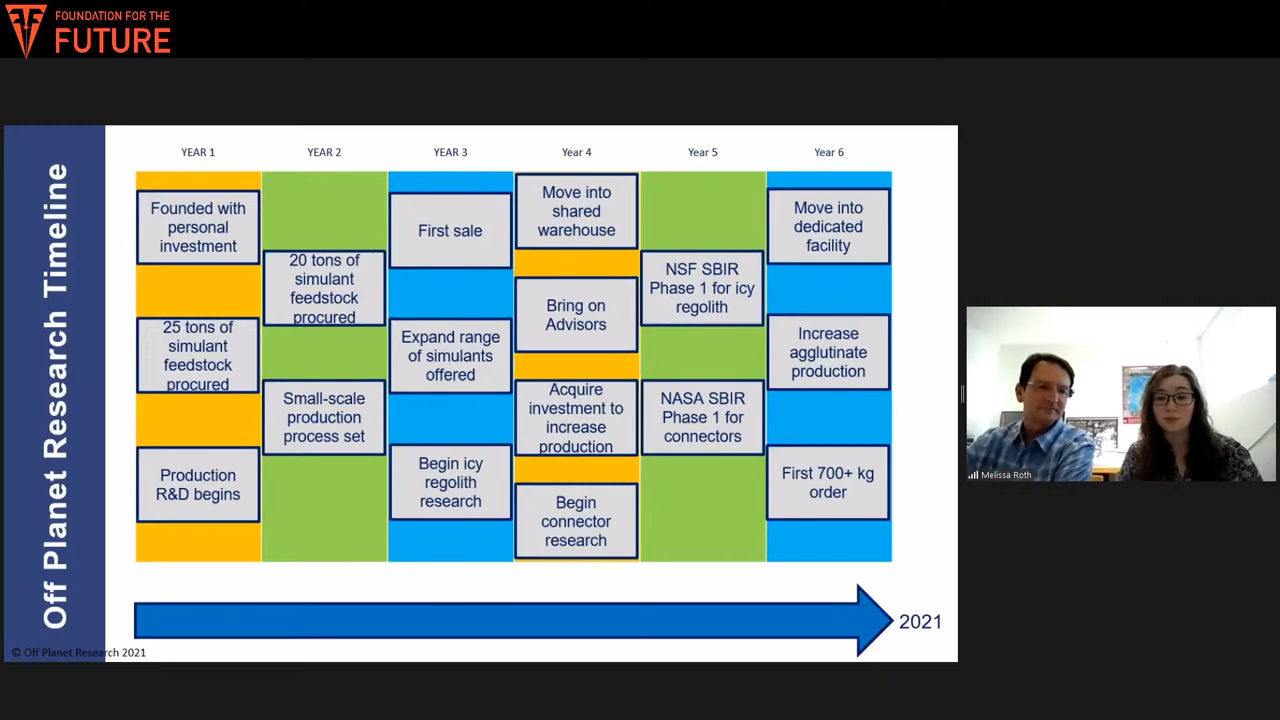 FOUNDATION FOR THE
FUTURE
Off Planet Research Timeline
YEAR 1
YEAR 2
YEAR 3
Year 4
Year 5
Year 6
Founded with
personal
investment
25 tons of
simulant
feedstock
procured
Production
R&D begins
20 tons of
simulant
feedstock
procured
Small-scale
production
process set
First sale
Expand range
of simulants
offered
Begin icy
regolith
research
Move into
shared
warehouse
Bring on
Advisors
Acquire
investment to
increase
production
Begin
connector
research
NSF SBIR
Phase 1 for icy
regolith
NASA SBIR
Phase 1 for
connectors
Move into
dedicated
facility
Increase
agglutinate
production
First 700+ kg
order
2021
© Off Planet Research 2021
Melissa Roth